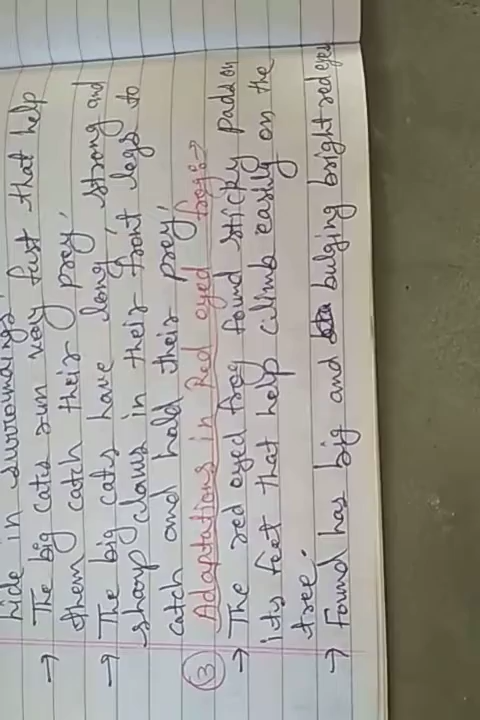 hide in surroundings.
→ The big cats run very fast that help
them catch their prey.
→ The big cats have long, strong and
sharp claws in their front legs to
catch and hold their prey.
③ Adaptations in Red eyed frog:→
→ The red eyed frog found sticky padd on
its feet that help climb easily on the
tree.
→ Found has big and bulging bright red eyes